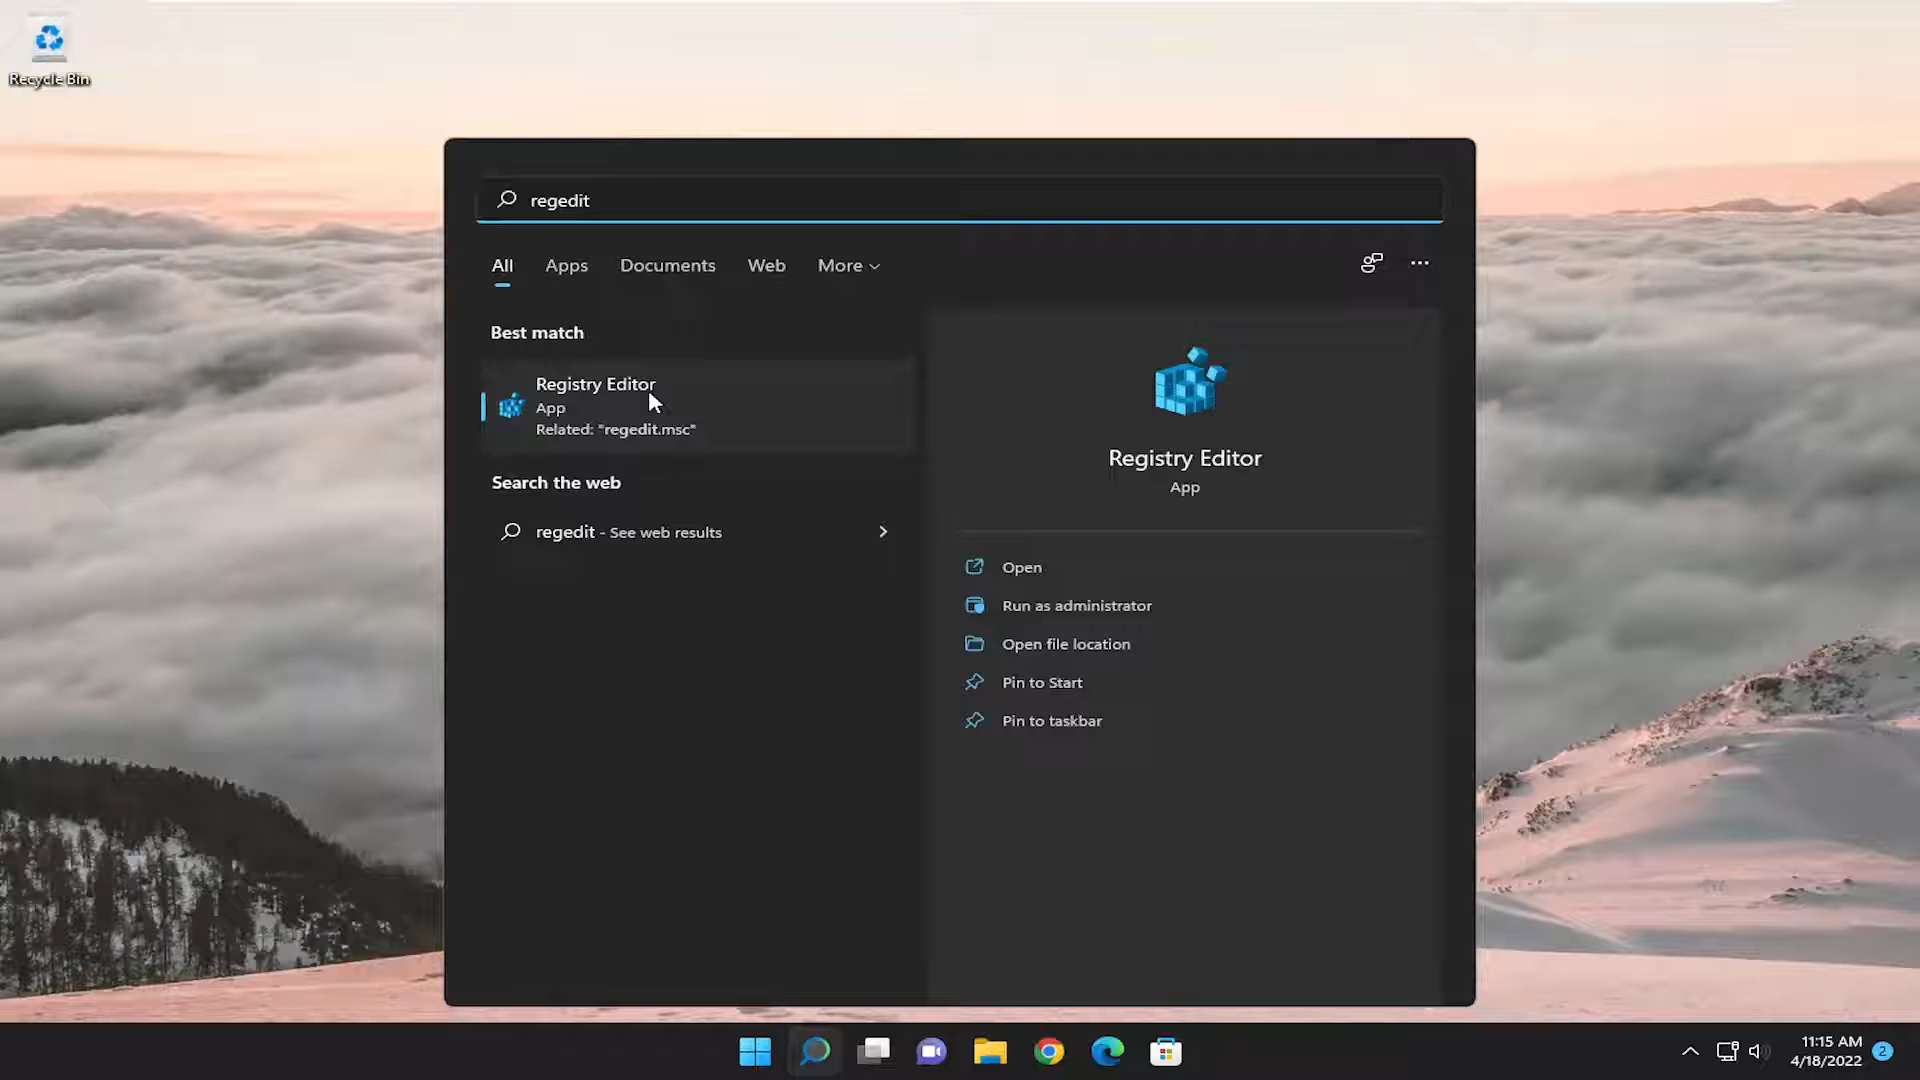 Recycle Bin
regedit
All Apps Documents Web More
Best match
Registry Editor
App
Related: "regedit.msc"
Search the web
regedit - See web results
Registry Editor
App
Open
Run as administrator
Open file location
Pin to Start
Pin to taskbar
11:15 AM
4/18/2022
2